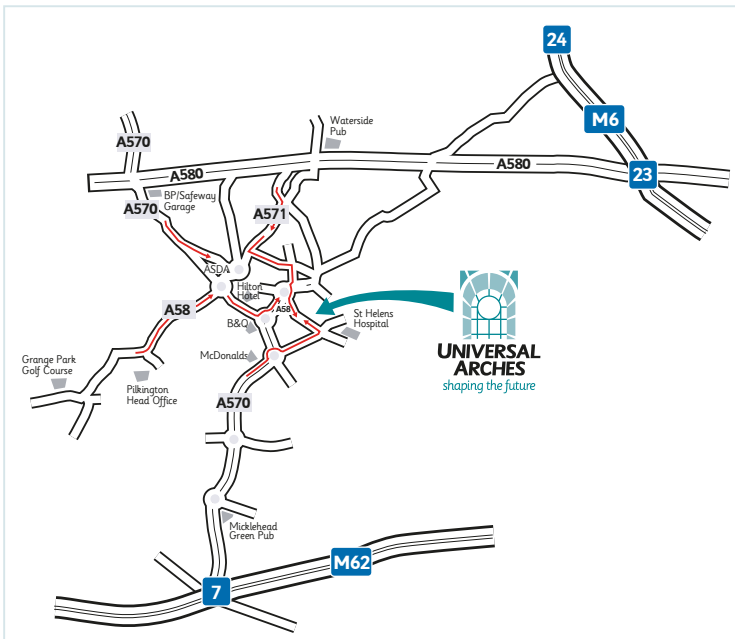 24
M6
23
Waterside
Pub
A570
A580
A580
BP/Safeway
Garage
A570
A571
ASDA
Hilton
Hotel
A58
A58
B&Q
St Helens
Hospital
McDonalds
UNIVERSAL
ARCHES
shaping the future
Grange Park
Golf Course
Pilkington
Head Office
A570
Micklehead
Green Pub
M62
7